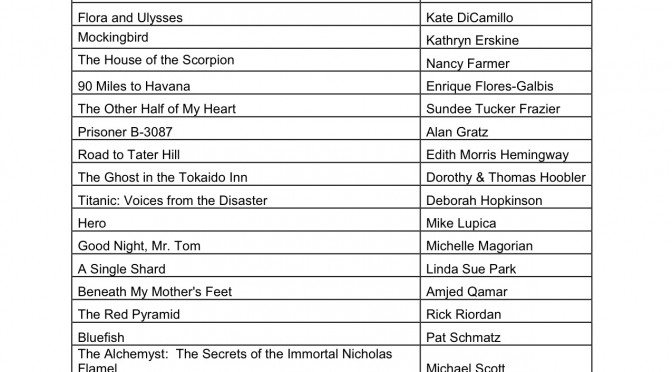 Flora and Ulysses Kate DiCamillo
Mockingbird Kathryn Erskine
The House of the Scorpion Nancy Farmer
90 Miles to Havana Enrique Flores-Galbis
The Other Half of My Heart Sundee Tucker Frazier
Prisoner B-3087 Alan Gratz
Road to Tater Hill Edith Morris Hemingway
The Ghost in the Tokaido Inn Dorothy & Thomas Hoobler
Titanic: Voices from the Disaster Deborah Hopkinson
Hero Mike Lupica
Good Night, Mr. Tom Michelle Magorian
A Single Shard Linda Sue Park
Beneath My Mother's Feet Amjed Qamar
The Red Pyramid Rick Riordan
Bluefish Pat Schmatz
The Alchemyst:  The Secrets of the Immortal Nicholas
Flamel Michael Scott